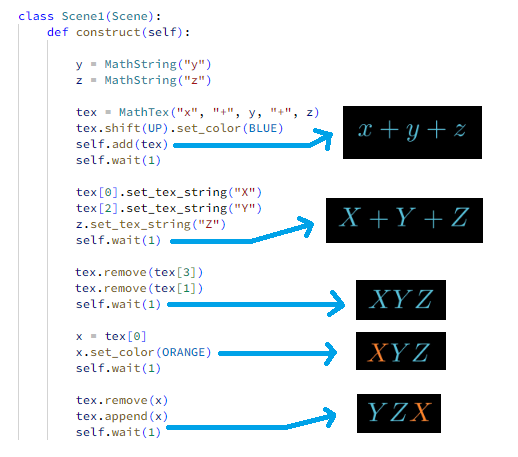 class Scene1(Scene):
def construct(self):
y = MathString("y")
z = MathString("z")
tex = MathTex("x", "+", y, "+", z)
tex.shift(UP).set_color(BLUE)
self.add(tex)
self.wait(1)
x + y + z
tex[0].set_tex_string("X")
tex[2].set_tex_string("Y")
z.set_tex_string("Z")
self.wait(1)
X + Y + Z
tex.remove(tex[3])
tex.remove(tex[1])
self.wait(1)
XYZ
x = tex[0]
x.set_color(ORANGE)
self.wait(1)
XYZ
tex.remove(x)
tex.append(x)
self.wait(1)
YZX